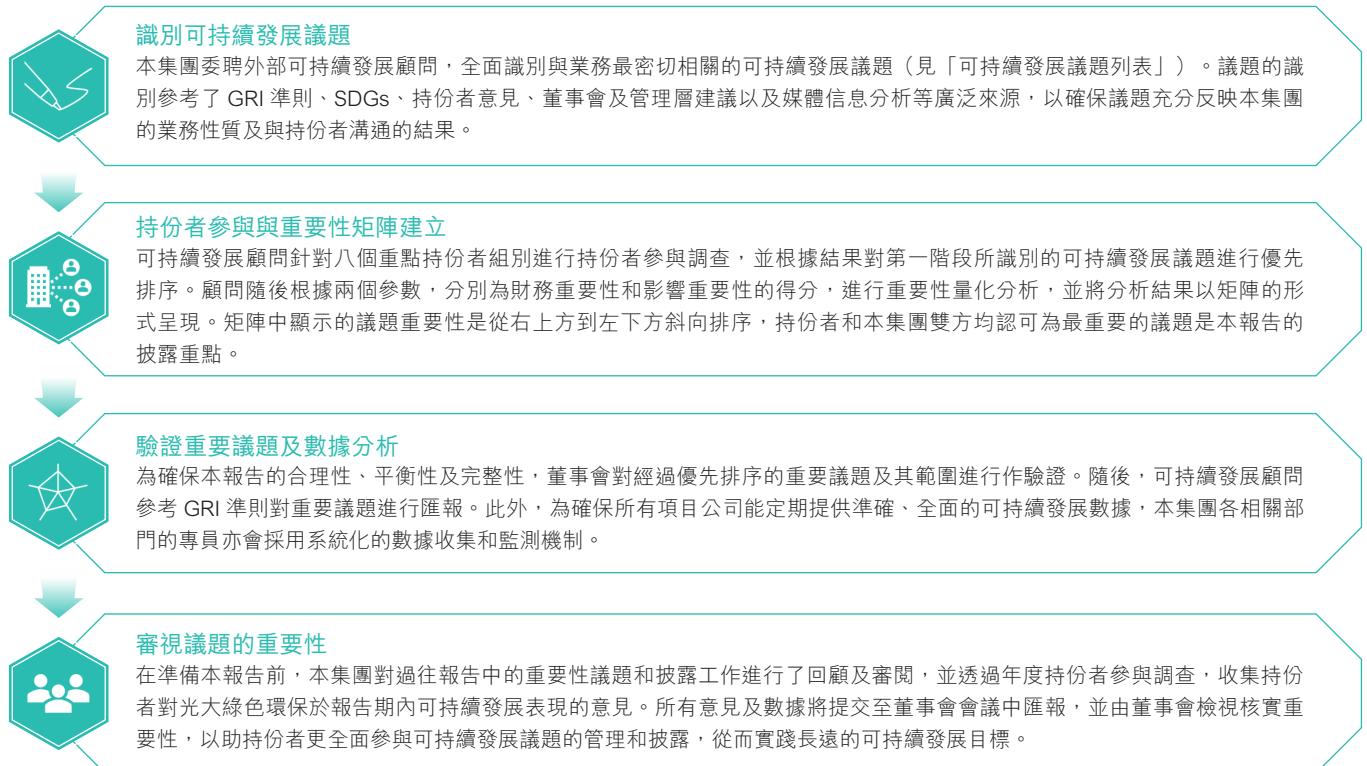 識別可持續發展議題
本集團委聘外部可持續發展顧問，全面識別與業務最密切相關的可持續發展議題（見「可持續發展議題列表」）。議題的識
別參考了 GRI 準則、SDGs、持份者意見、董事會及管理層建議以及媒體信息分析等廣泛來源，以確保議題充分反映本集團
的業務性質及與持份者溝通的結果。
持份者參與與重要性矩陣建立
可持續發展顧問針對八個重點持份者組別進行持份者參與調查，並根據結果對第一階段所識別的可持續發展議題進行優先
排序。顧問隨後根據兩個參數，分別為財務重要性和影響重要性的得分，進行重要性量化分析，並將分析結果以矩陣的形
式呈現。矩陣中顯示的議題重要性是從右上方到左下方斜向排序，持份者和本集團雙方均認可為最重要的議題是本報告的
披露重點。
驗證重要議題及數據分析
為確保本報告的合理性、平衡性及完整性，董事會對經過優先排序的重要議題及其範圍進行作驗證。隨後，可持續發展顧問
參考 GRI 準則對重要議題進行匯報。此外，為確保所有項目公司能定期提供準確、全面的可持續發展數據，本集團各相關部
門的專員亦會採用系統化的數據收集和監測機制。
審視議題的重要性
在準備本報告前，本集團對過往報告中的重要性議題和披露工作進行了回顧及審閱，並透過年度持份者參與調查，收集持份
者對光大綠色環保於報告期內可持續發展表現的意見。所有意見及數據將提交至董事會會議中匯報，並由董事會檢視核實重
要性，以助持份者更全面參與可持續發展議題的管理和披露，從而實踐長遠的可持續發展目標。